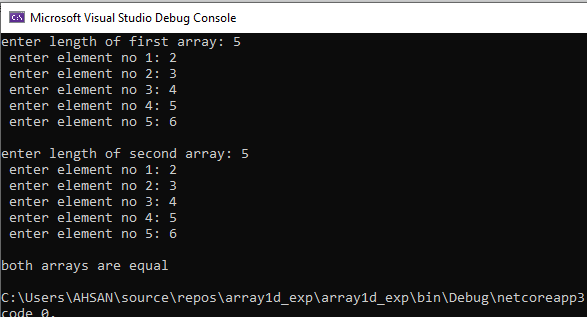 Microsoft Visual Studio Debug Console
enter length of first array: 5
enter element no 1: 2
enter element no 2: 3
enter element no 3: 4
enter element no 4: 5
enter element no 5: 6
enter length of second array: 5
enter element no 1: 2
enter element no 2: 3
enter element no 3: 4
enter element no 4: 5
enter element no 5: 6
both arrays are equal
C:\Users\AHSAN\source\repos\array1d_exp\array1d_exp\bin\Debug\netcoreapp3
code 0.